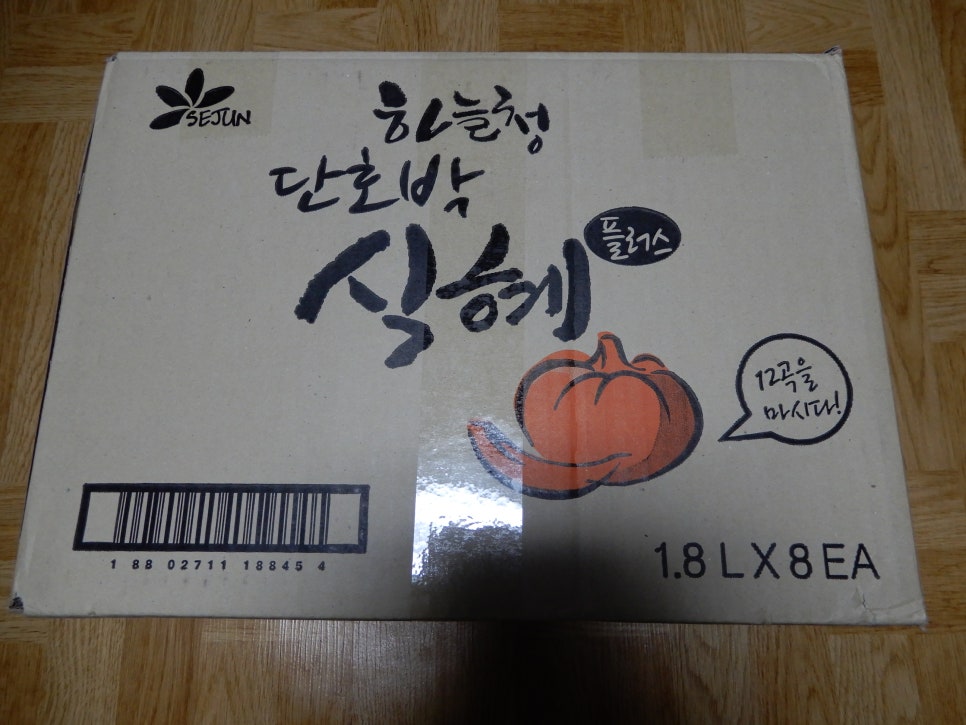 SEJUN
하늘청
단호박
식혜
플러스
12곡을
마시다!
1 88 02711 18845 4
1.8 L X 8 EA